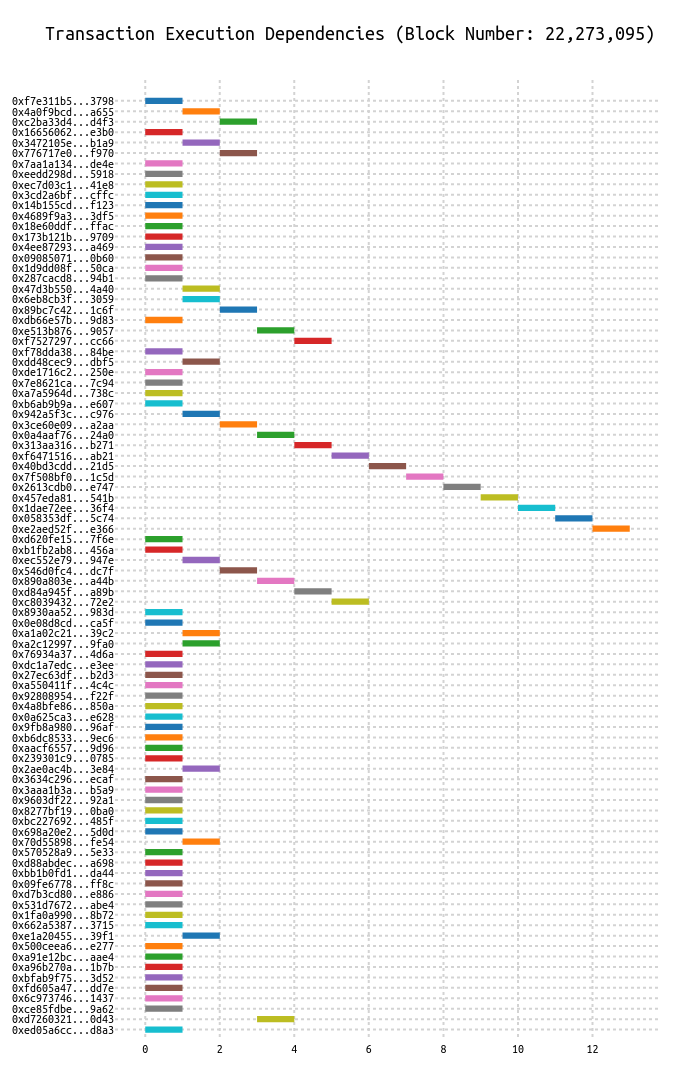 Transaction Execution Dependencies (Block Number: 22,273,095)
0xf7e311b5...3798
0x4a0f9bcd...a655
0xc2ba33d4...d4f3
0x16656062...e3b0
0x3472105e...b1a9
0x776717e0...f970
0x7aa1a134...de4e
0xeedd298d...5918
0xec7d03c1...41e8
0x3cd2a6bf...cffc
0x14b155cd...f123
0x4689f9a3...3df5
0x18e60ddf...ffac
0x173b121b...9709
0x4ee87293...a469
0x09085071...0b60
0x1d9dd08f...50ca
0x287cacd8...94b1
0x47d3b550...4a40
0x6eb8cb3f...3059
0x89bc7c42...1c6f
0xdb66e57b...9d83
0xe513b876...9057
0xf7527297...cc66
0xf78dda38...84be
0xdd48cec9...dbf5
0xde1716c2...250e
0x7e8621ca...7c94
0xa7a5964d...738c
0xb6ab9b9a...e607
0x942a5f3c...c976
0x3ce60e09...a2aa
0x0a4aaf76...24a0
0x313aa316...b271
0xf6471516...ab21
0x40bd3cdd...21d5
0x7f508bf0...1c5d
0x2613cdb0...e747
0x457eda81...541b
0x1dae72ee...36f4
0x058353df...5c74
0xe2aed52f...e366
0xd620fe15...7f6e
0xb1fb2ab8...456a
0xec552e79...947e
0x546d0fc4...dc7f
0x890a803e...a44b
0xd84a945f...a89b
0xc8039432...72e2
0x8930aa52...983d
0x0e08d8cd...ca5f
0xa1a02c21...39c2
0xa2c12997...9fa0
0x76934a37...4d6a
0xdc1a7edc...e3ee
0x27ec63df...b2d3
0xa550411f...4c4c
0x92808954...f22f
0x4a8bfe86...850a
0x0a625ca3...e628
0x9fb8a980...96af
0xb6dc8533...9ec6
0xaacf6557...9d96
0x239301c9...0785
0x2ae0ac4b...3e84
0x3634c296...ecaf
0x3aaa1b3a...b5a9
0x9603df22...92a1
0x8277bf19...0ba0
0xbc227692...485f
0x698a20e2...5d0d
0x70d55898...fe54
0x570528a9...5e33
0xd88abdec...a698
0xbb1b0fd1...da44
0x09fe6778...ff8c
0xd7b3cd80...e886
0x531d7672...abe4
0x1fa0a990...8b72
0x662a5387...3715
0xe1a20455...39f1
0x500ceea6...e277
0xa91e12bc...aae4
0xa96b270a...1b7b
0xbfab9f75...3d52
0xfd605a47...dd7e
0x6c973746...1437
0xce85fdbe...9a62
0xd7260321...0d43
0xed05a6cc...d8a3
0 2 4 6 8 10 12